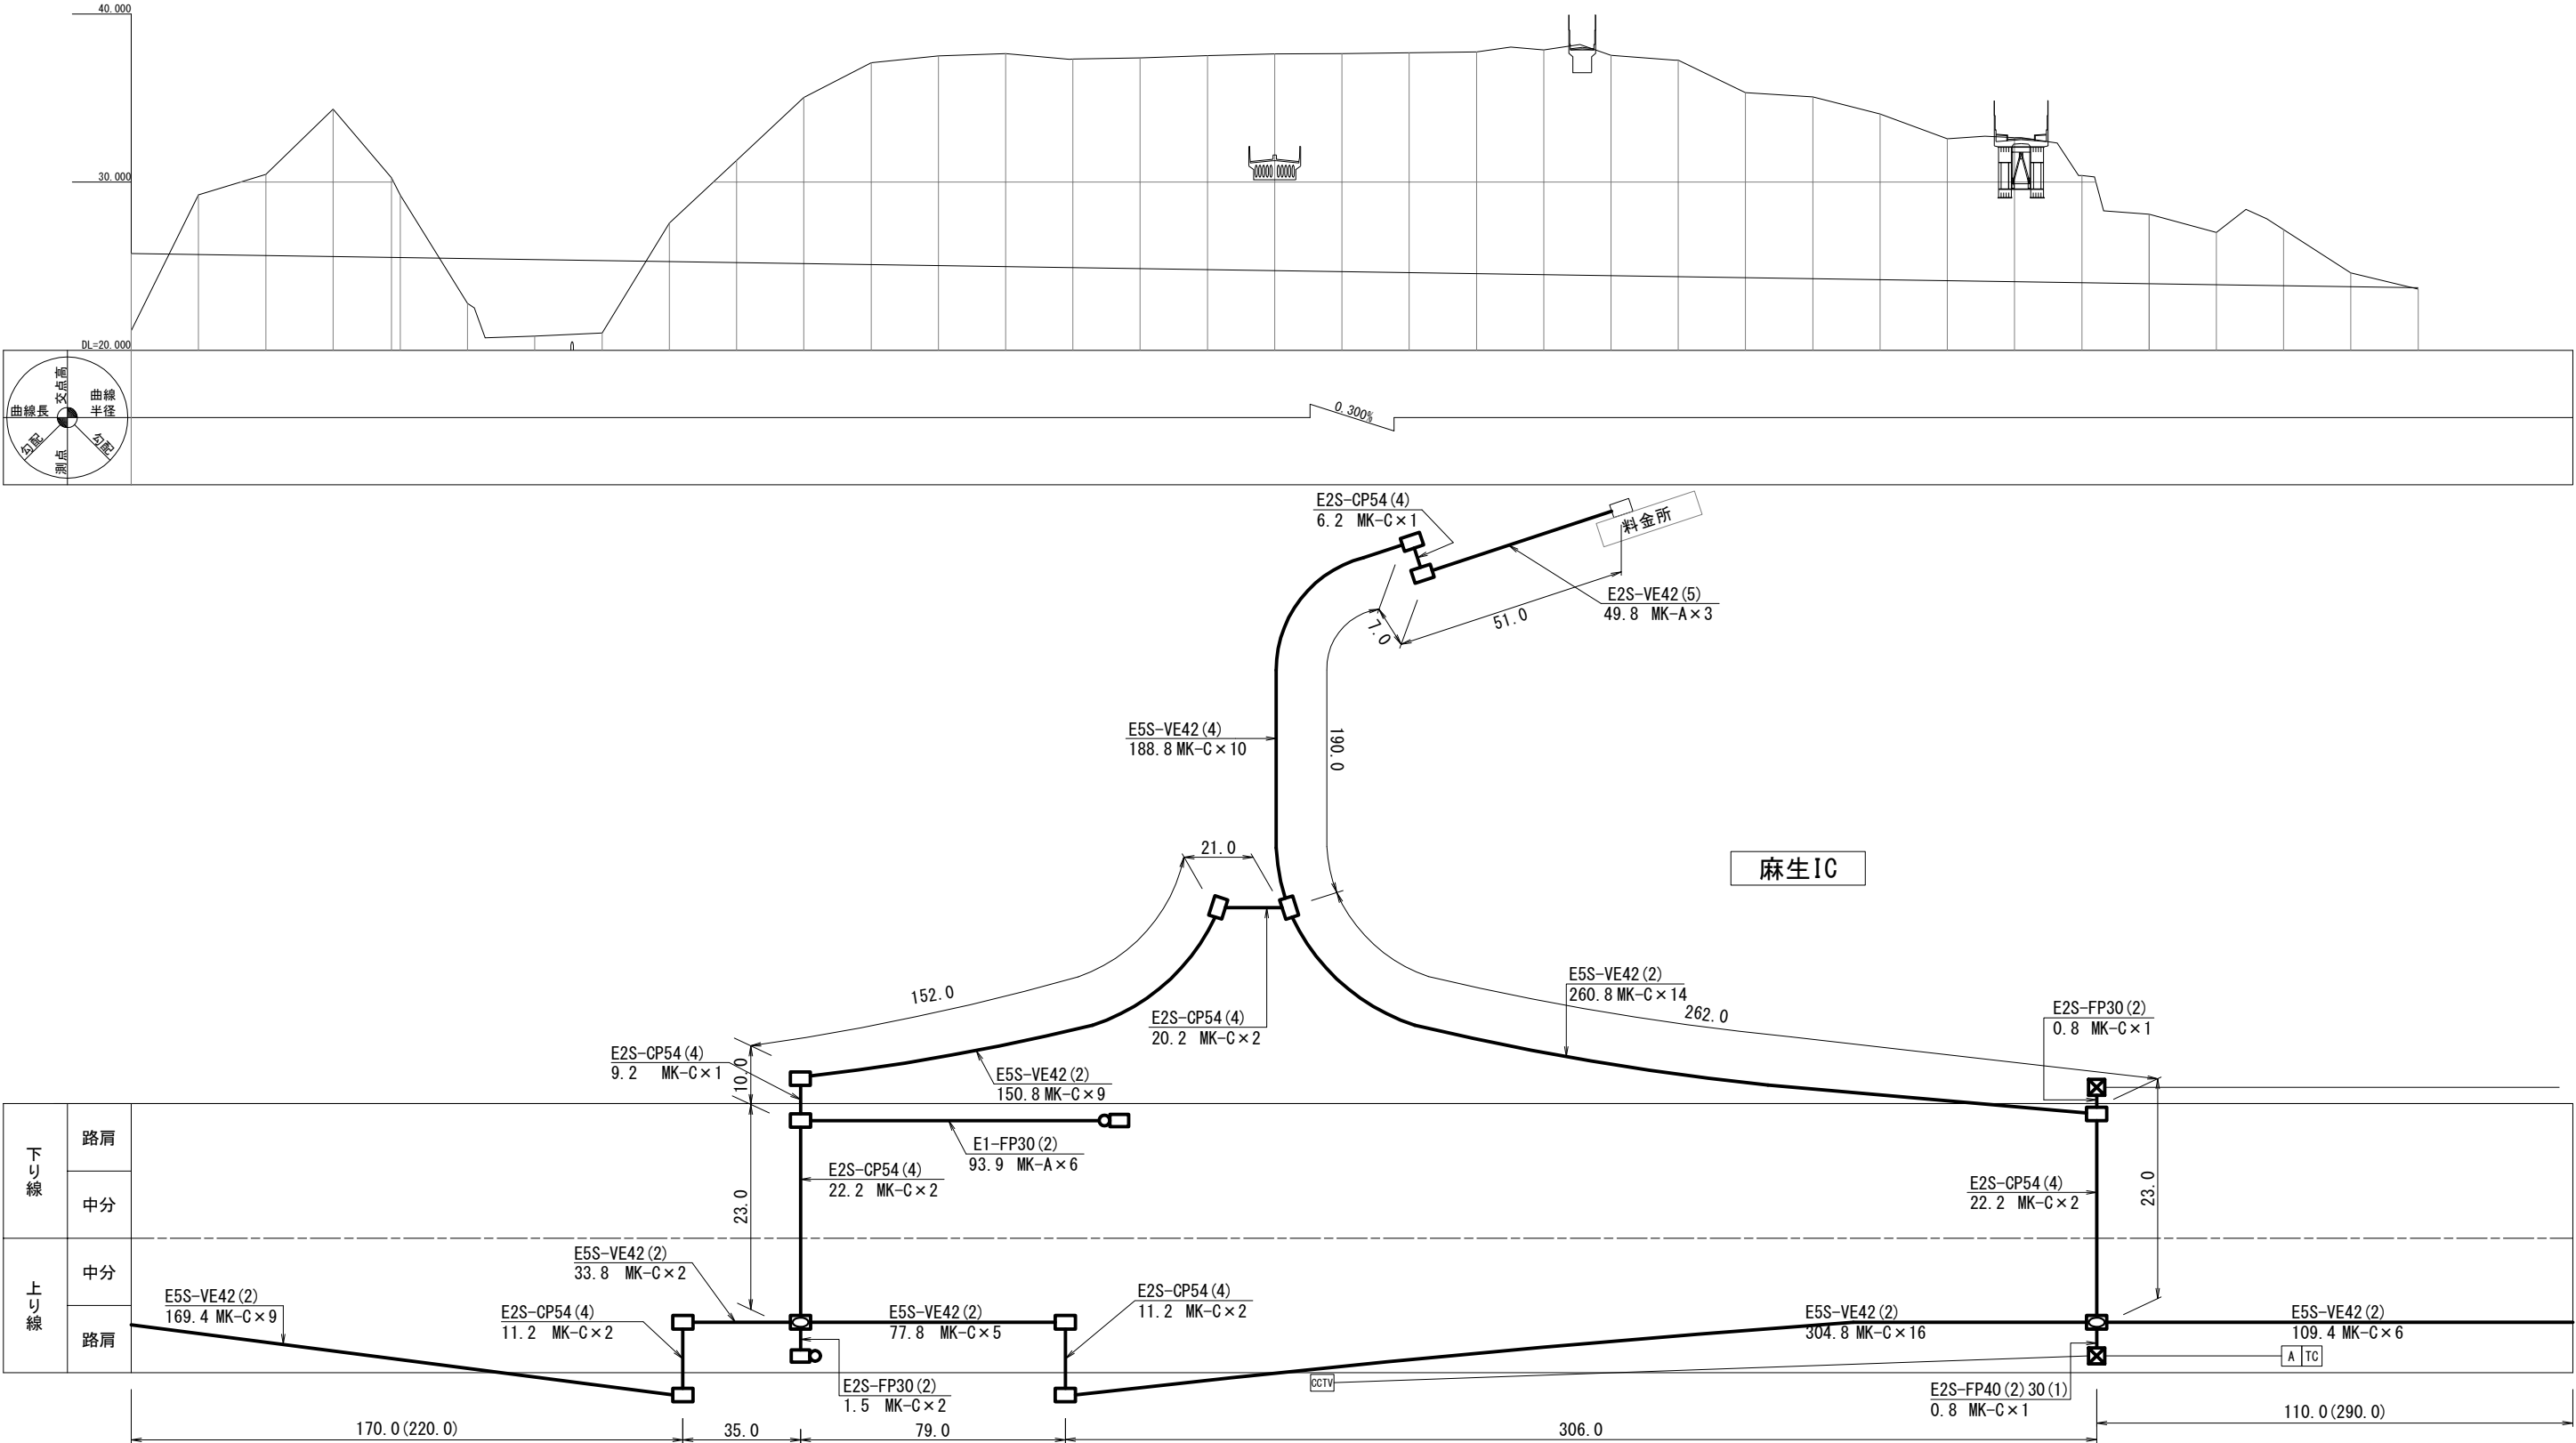 40.000
30.000
DL=20.000
交点高
曲線
半径
曲線長
勾配
勾配
測点
0.300%
E2S-CP54(4)
6.2 MK-C×1
料金所
E2S-VE42(5)
49.8 MK-A×3
51.0
7.0
E5S-VE42(4)
188.8 MK-C×10
190.0
21.0
麻生IC
152.0
E5S-VE42(2)
260.8 MK-C×14
262.0
E2S-CP54(4)
20.2 MK-C×2
E2S-FP30(2)
0.8 MK-C×1
E2S-CP54(4)
9.2 MK-C×1
10.0
E5S-VE42(2)
150.8 MK-C×9
下り線
路肩
中分
E1-FP30(2)
93.9 MK-A×6
E2S-CP54(4)
22.2 MK-C×2
23.0
E2S-CP54(4)
22.2 MK-C×2
23.0
上り線
中分
路肩
E5S-VE42(2)
169.4 MK-C×9
E5S-VE42(2)
33.8 MK-C×2
E2S-CP54(4)
11.2 MK-C×2
E5S-VE42(2)
77.8 MK-C×5
E2S-CP54(4)
11.2 MK-C×2
E5S-VE42(2)
304.8 MK-C×16
E5S-VE42(2)
109.4 MK-C×6
A TC
CCTV
E2S-FP30(2)
1.5 MK-C×2
E2S-FP40(2)30(1)
0.8 MK-C×1
170.0(220.0)
35.0
79.0
306.0
110.0(290.0)